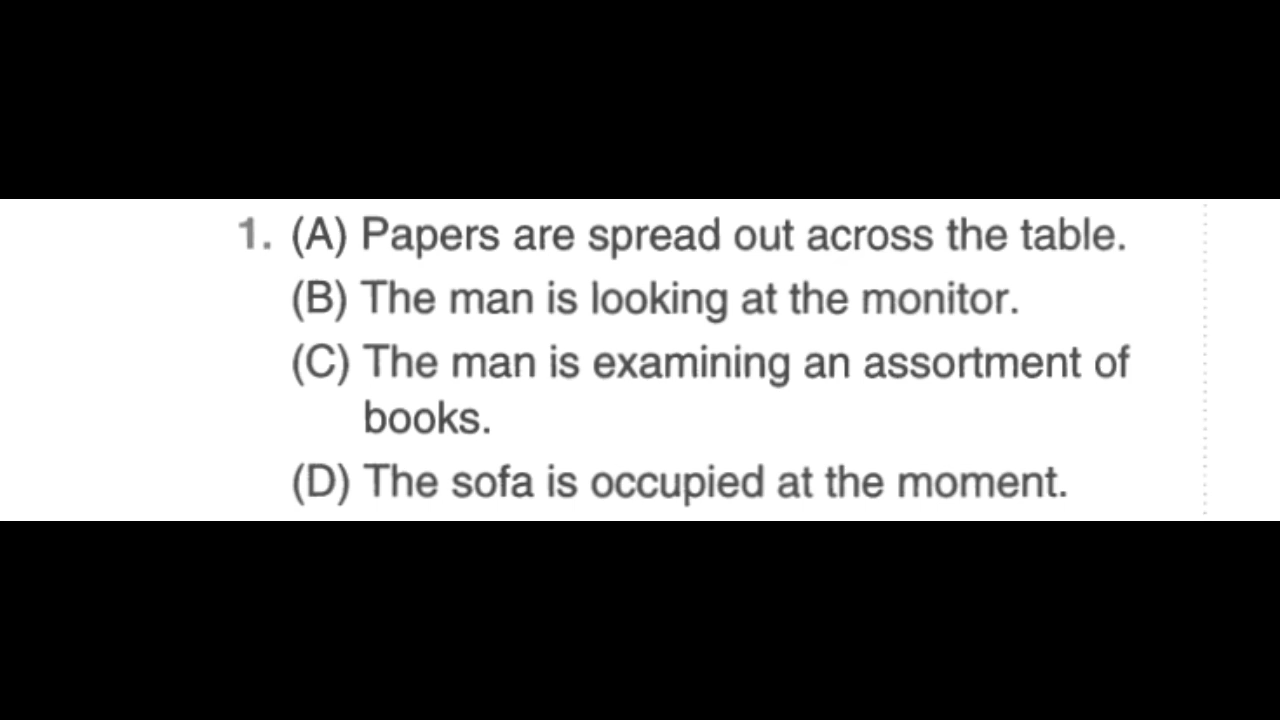 1. (A) Papers are spread out across the table.
(B) The man is looking at the monitor.
(C) The man is examining an assortment of
books.
(D) The sofa is occupied at the moment.